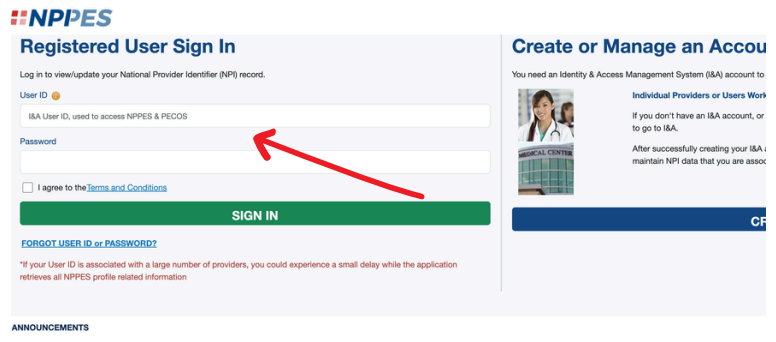 NPPES
Registered User Sign In
Log in to view/update your National Provider Identifier (NPI) record.
User ID
I&A User ID, used to access NPPES & PECOS
Password
I agree to the Terms and Conditions
SIGN IN
FORGOT USER ID or PASSWORD?
*If your User ID is associated with a large number of providers, you could experience a small delay while the application
retrieves all NPPES profile related information
Create or Manage an Accou
You need an Identity & Access Management System (I&A) account to
Individual Providers or Users Work
If you don't have an I&A account, or
to go to I&A.
After successfully creating your I&A a
maintain NPI data that you are assoc
MEDICAL CENTER
CR
ANNOUNCEMENTS